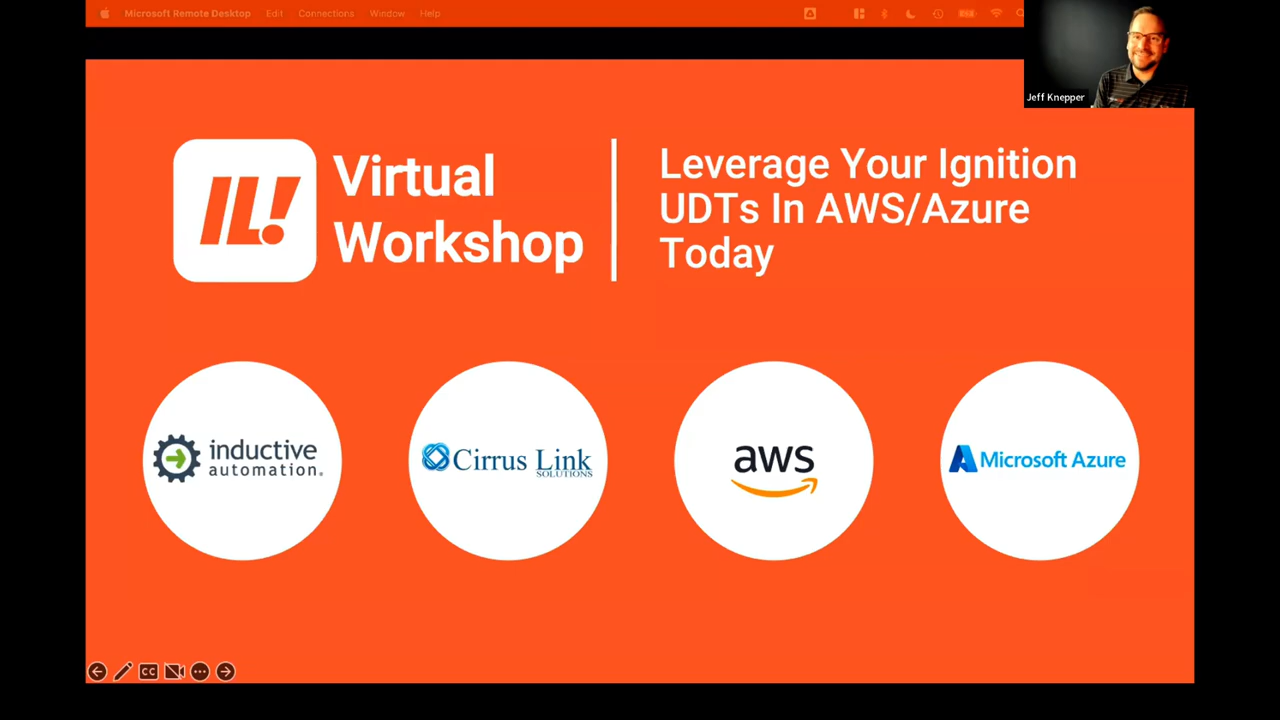 Microsoft Remote Desktop Edit Connections Window Help
Jeff Knepper
IL!
Virtual
Workshop
Leverage Your Ignition
UDTs In AWS/Azure
Today
inductive
automation®
Cirrus Link
SOLUTIONS
aws
Microsoft Azure
CC